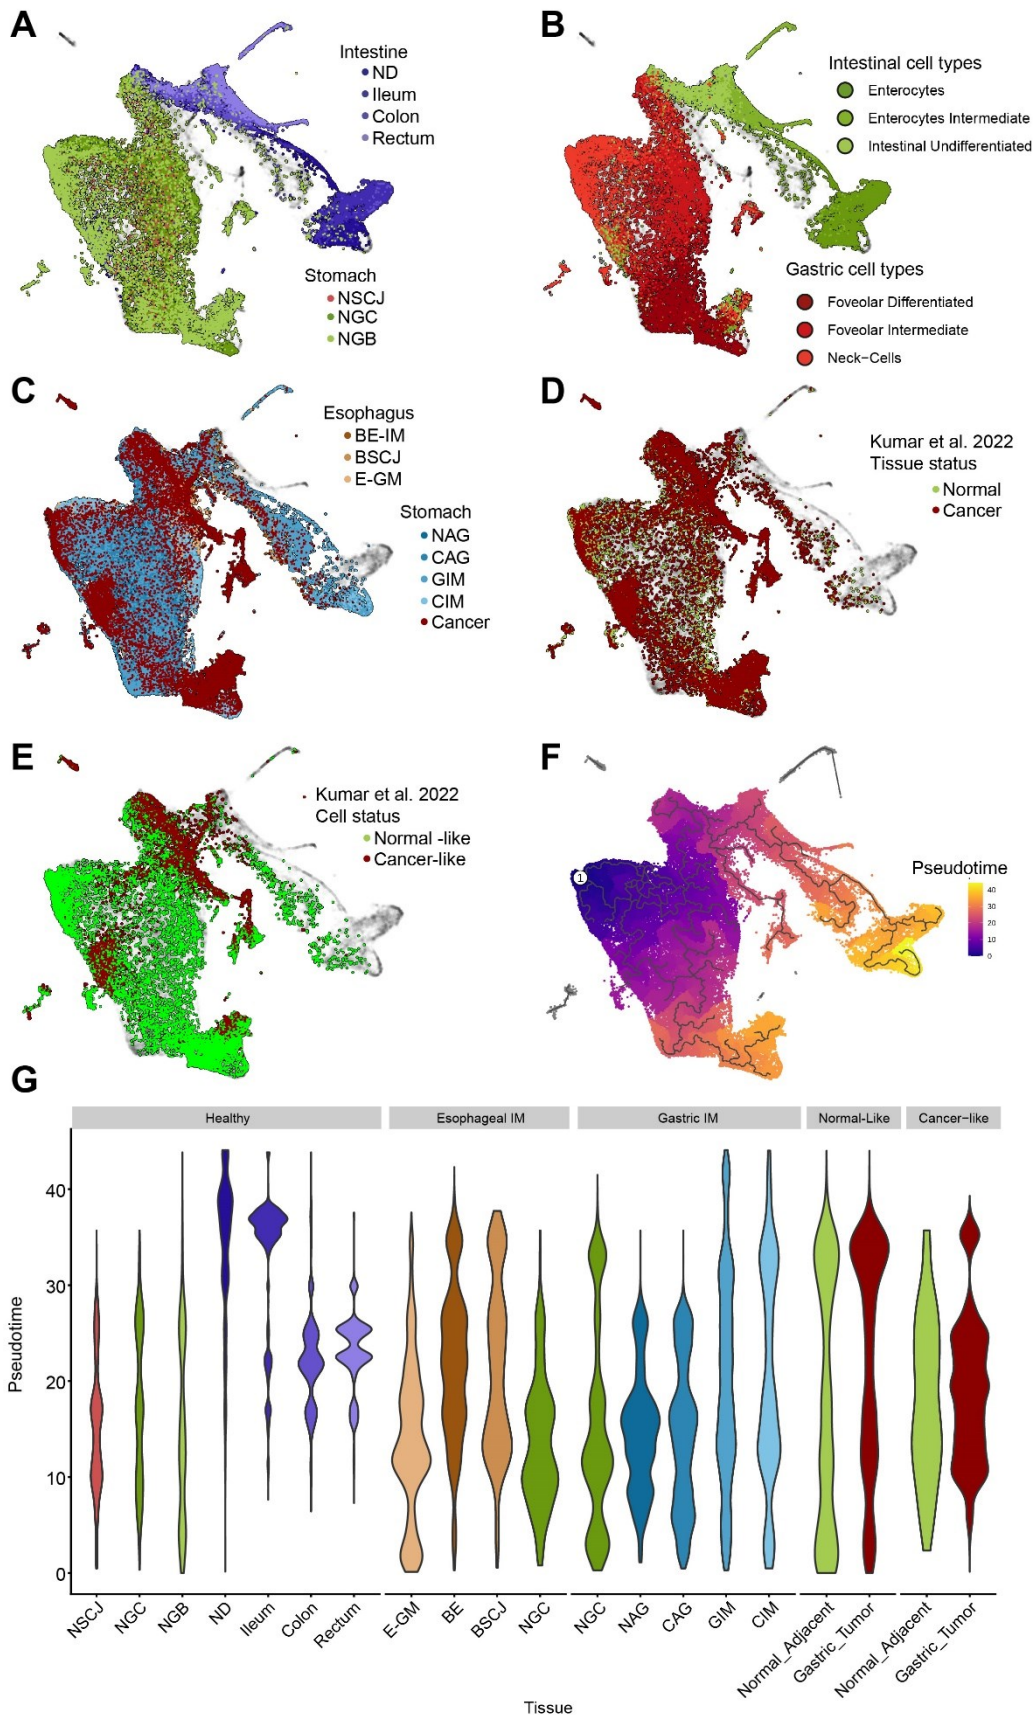 A
Intestine
ND
Ileum
Colon
Rectum
Stomach
NSCJ
NGC
NGB
B
Intestinal cell types
Enterocytes
Enterocytes Intermediate
Intestinal Undifferentiated
Gastric cell types
Foveolar Differentiated
Foveolar Intermediate
Neck-Cells
C
Esophagus
BE-IM
BSCJ
E-GM
Stomach
NAG
CAG
GIM
CIM
Cancer
D
Kumar et al. 2022
Tissue status
Normal
Cancer
E
Kumar et al. 2022
Cell status
Normal -like
Cancer-like
F
1
Pseudotime
40
30
20
10
0
G
Healthy
Esophageal IM
Gastric IM
Normal-Like
Cancer-like
Pseudotime
40
30
20
10
0
NSCJ
NGC
NGB
ND
Ileum
Colon
Rectum
E-GM
BE
BSCJ
NGC
NGC
NAG
CAG
GIM
CIM
Normal_Adjacent
Gastric_Tumor
Normal_Adjacent
Gastric_Tumor
Tissue